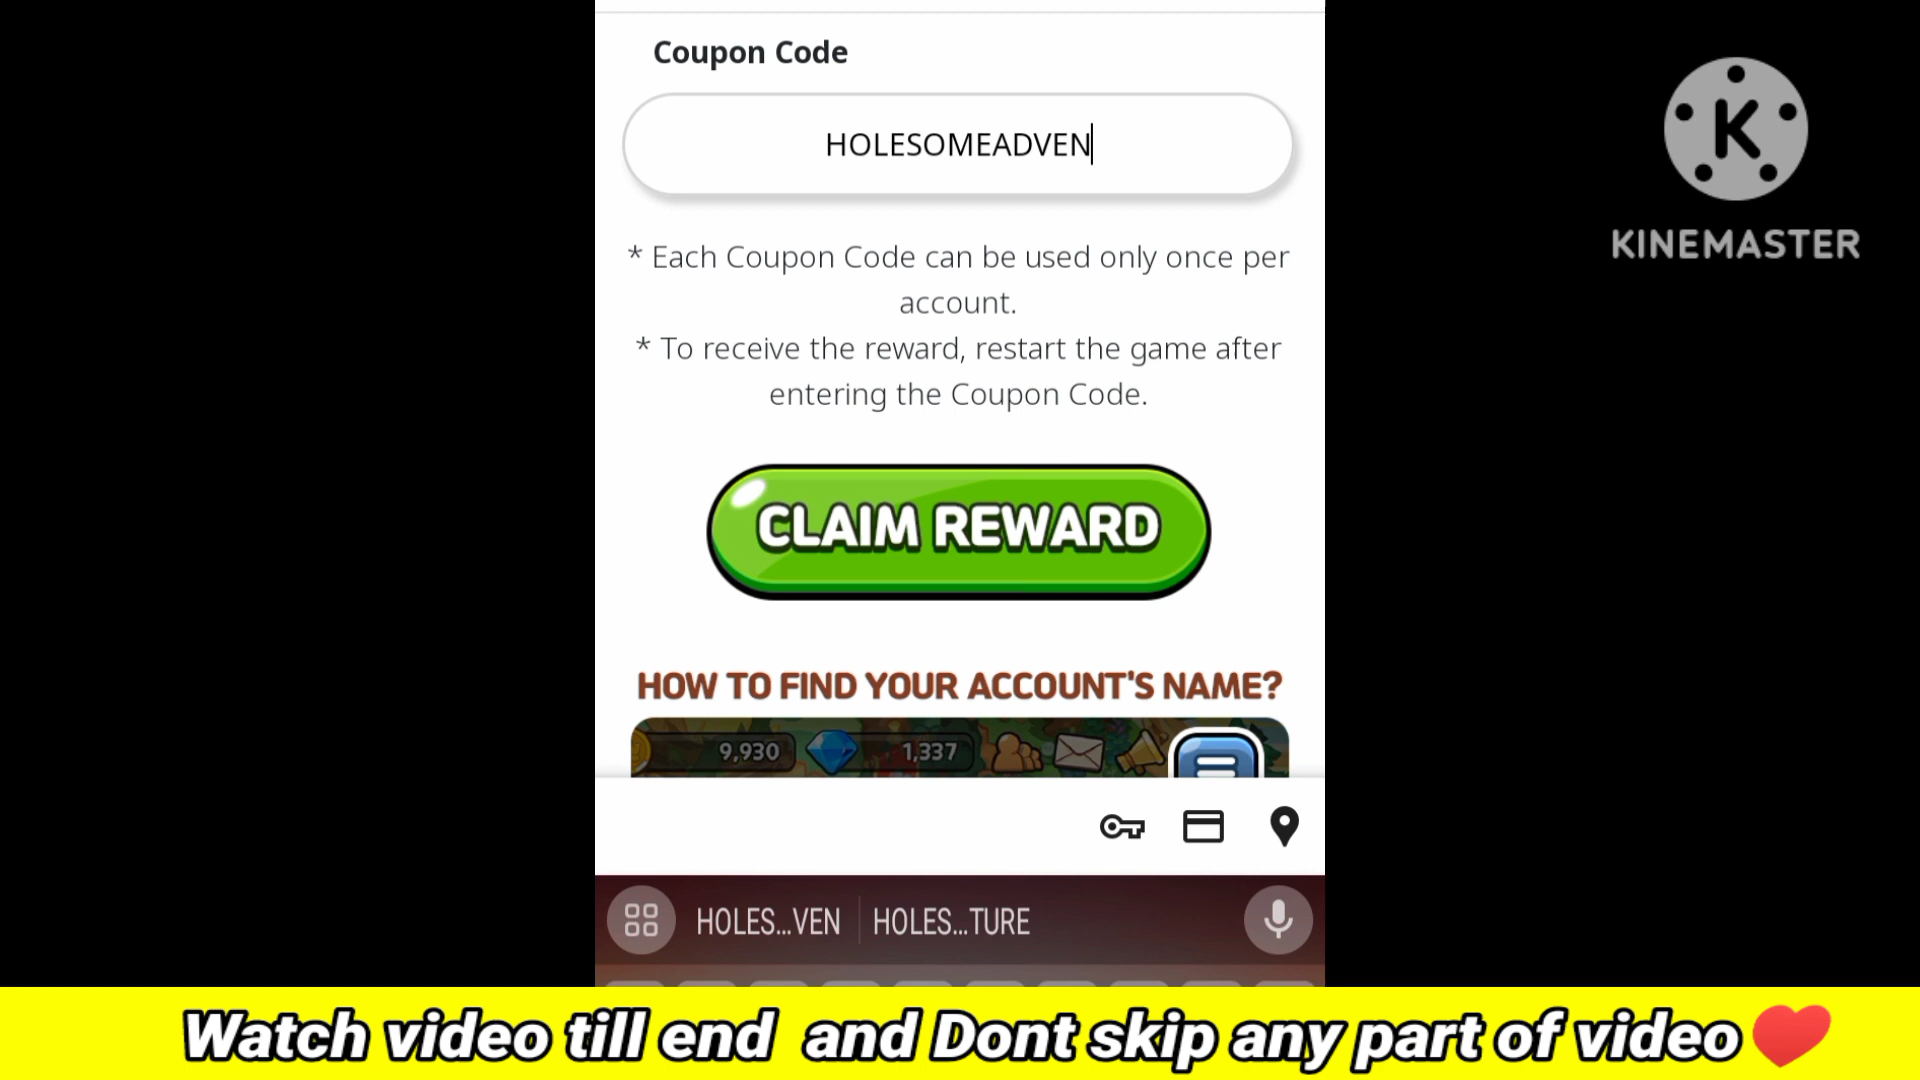 Coupon Code
HOLESOMEADVEN
* Each Coupon Code can be used only once per
account.
* To receive the reward, restart the game after
entering the Coupon Code.
CLAIM REWARD
HOW TO FIND YOUR ACCOUNT'S NAME?
9,930 1,337
HOLES...VEN HOLES...TURE
K
KINEMASTER
Watch video till end and Dont skip any part of video